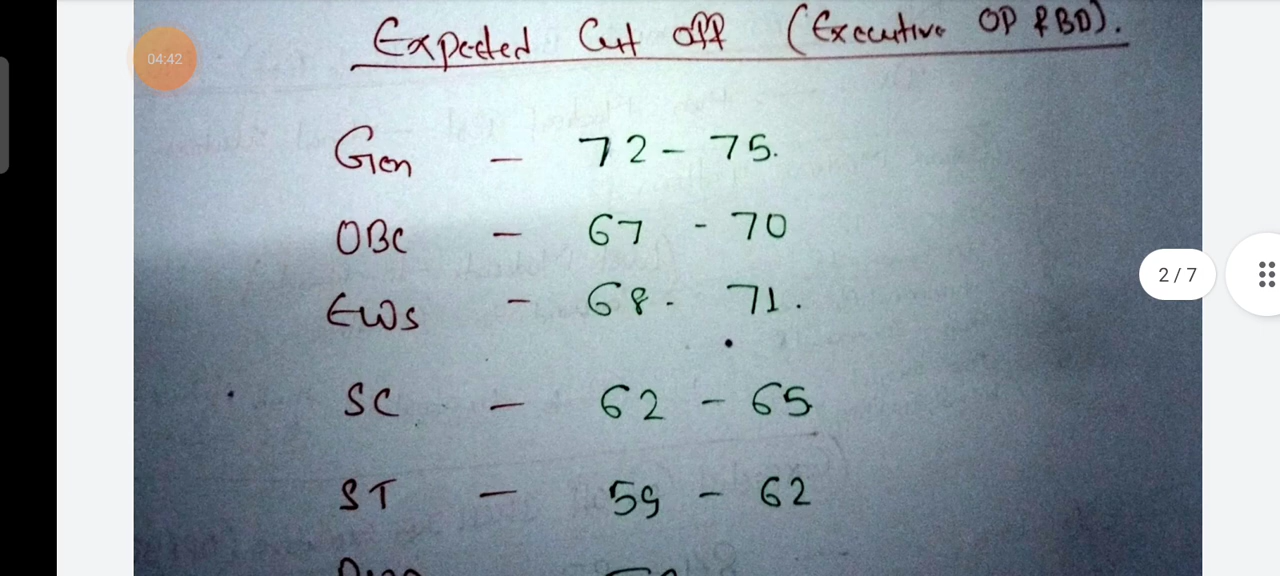 Expected Cut off (Executive OP & BD).
04:42
Gen - 72 - 75.
OBC - 67 - 70
EWS - 68 - 71.
2 / 7
SC - 62 - 65
ST - 59 - 62